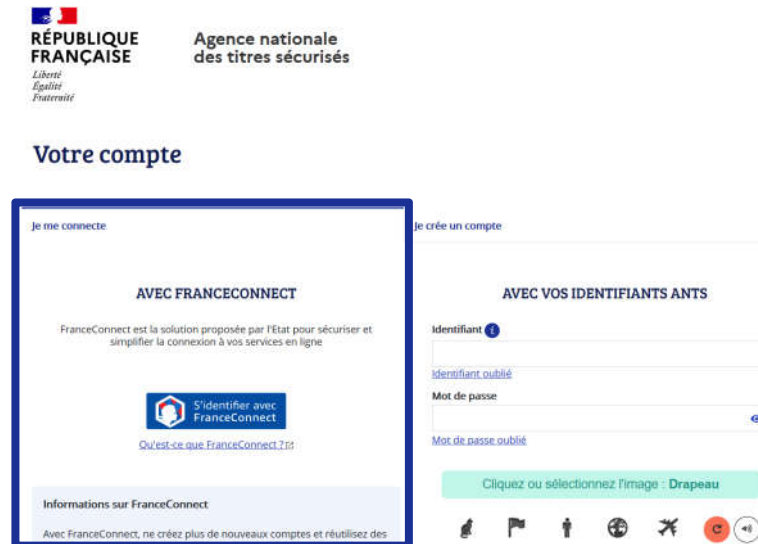 RÉPUBLIQUE
FRANÇAISE
Liberté
Égalité
Fraternité
Agence nationale
des titres sécurisés
Votre compte
Je me connecte
Je crée un compte
AVEC FRANCECONNECT
FranceConnect est la solution proposée par l'Etat pour sécuriser et
simplifier la connexion à vos services en ligne
S'identifier avec
FranceConnect
Qu'est-ce que FranceConnect ?
Informations sur FranceConnect
Avec FranceConnect, ne créez plus de nouveaux comptes et réutilisez des
AVEC VOS IDENTIFIANTS ANTS
Identifiant i
Identifiant oublié
Mot de passe
Mot de passe oublié
Cliquez ou sélectionnez l'image : Drapeau